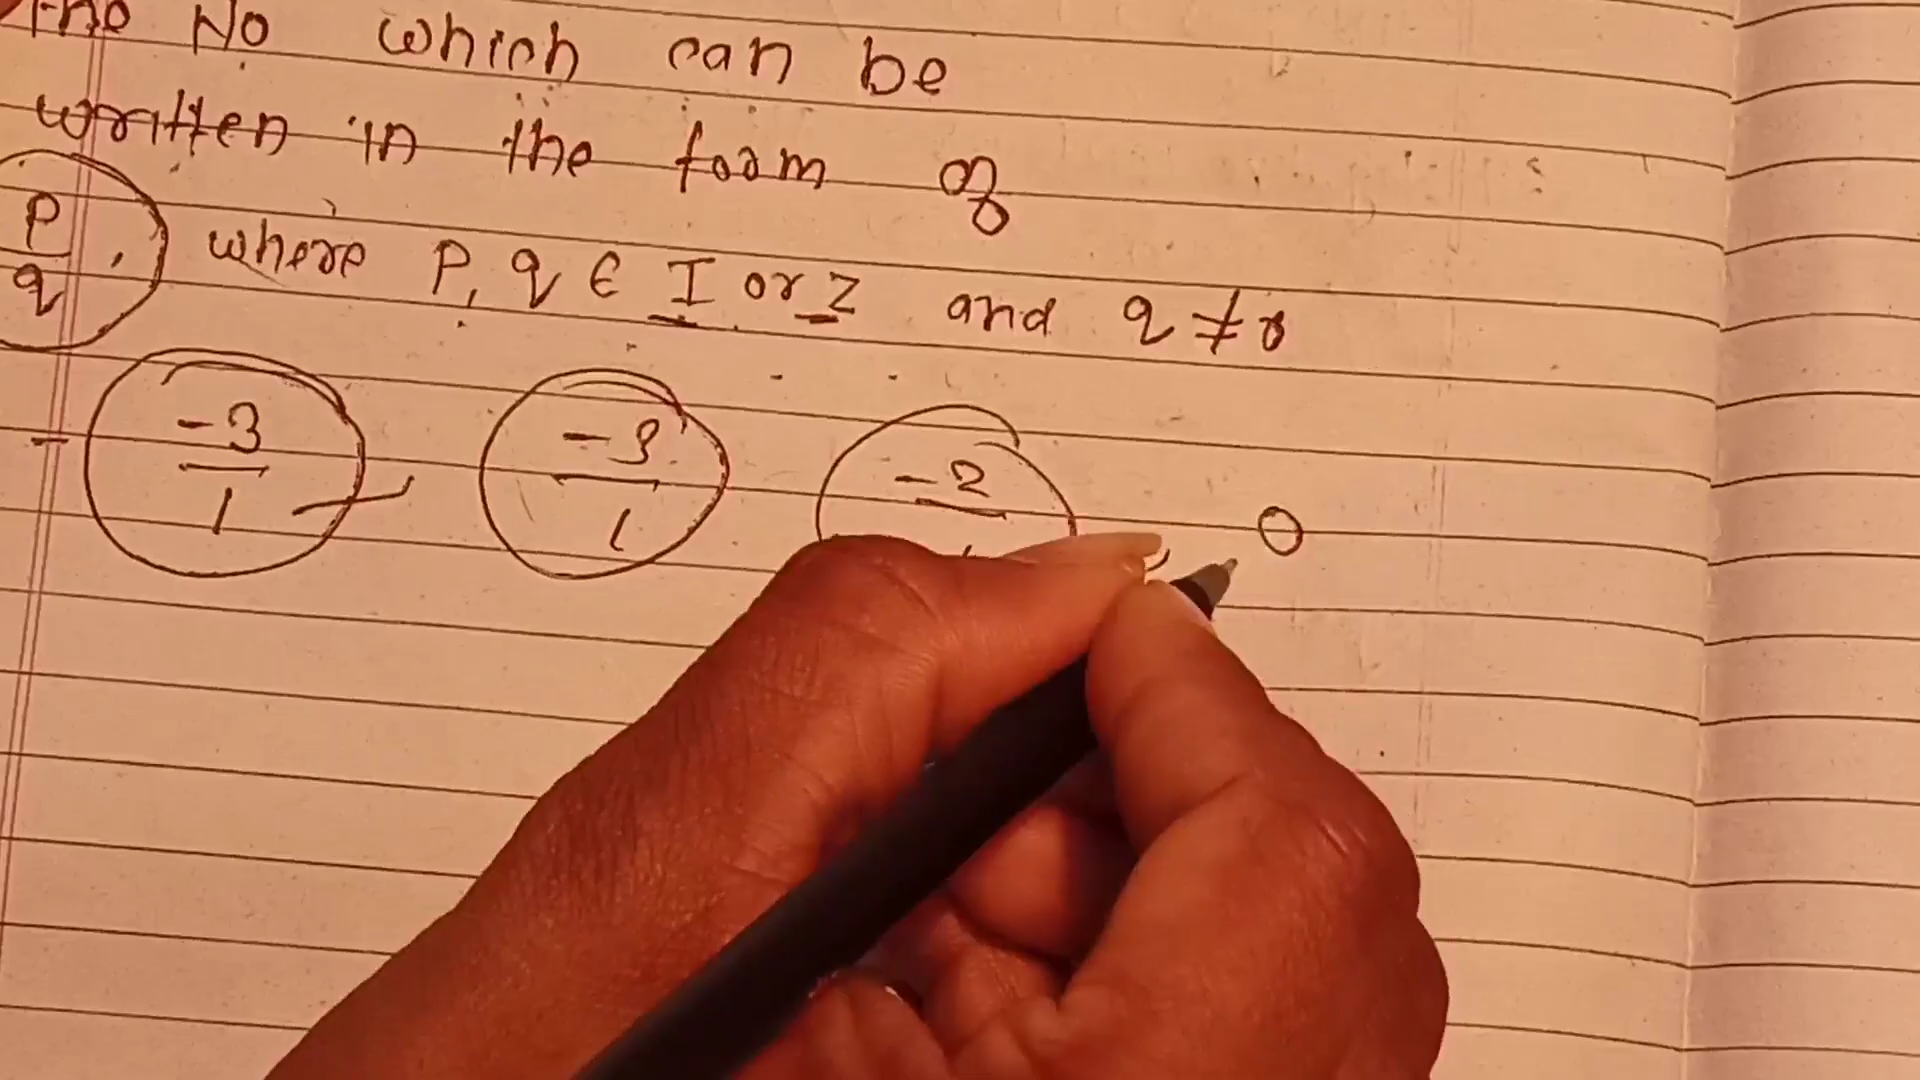 The No which can be
written in the form of
P/q, where P, q ∈ I or Z and q ≠ 0
- -3/1 -3/1 -2/ , 0